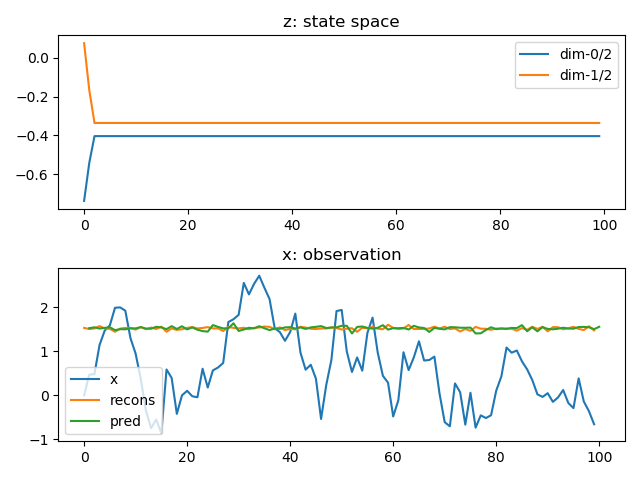 z: state space
0.0
−0.2
−0.4
−0.6
dim-0/2
dim-1/2
0
20
40
60
80
100
x: observation
2
1
0
−1
x
recons
pred
0
20
40
60
80
100